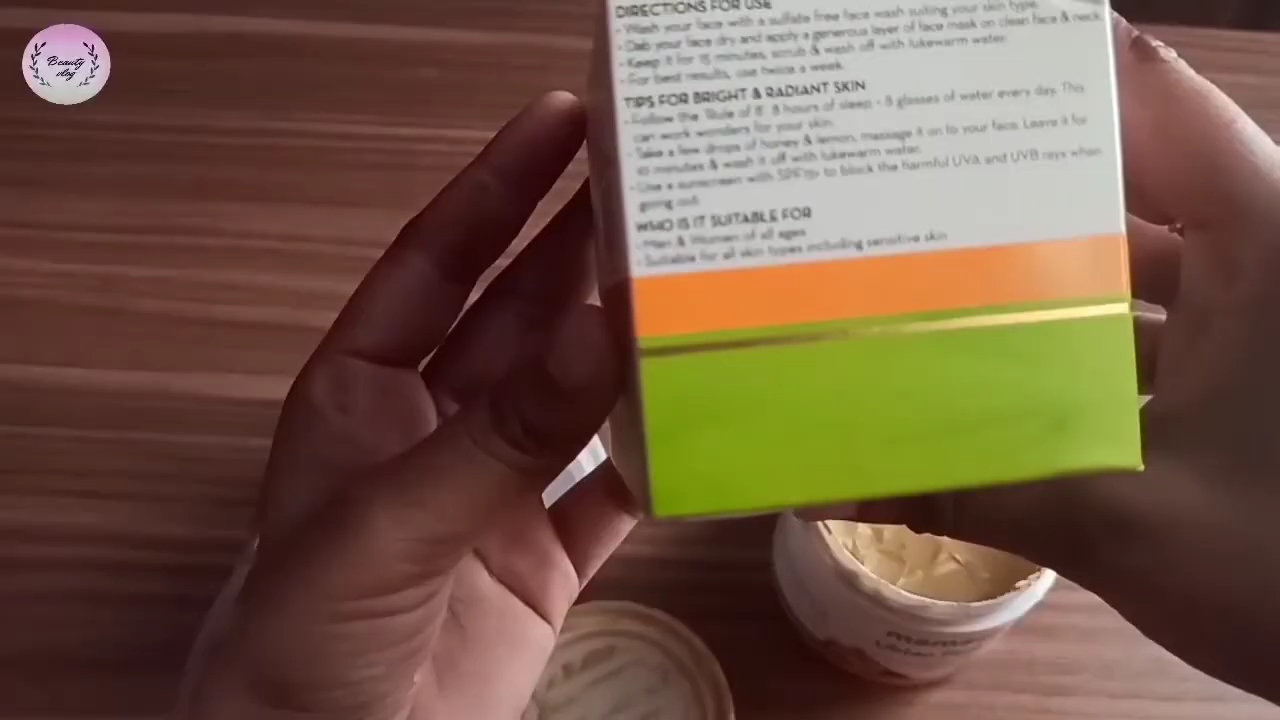 Beauty
vlog
DIRECTIONS FOR USE
• Wash your face with a sulfate free face wash suiting your skin type.
• Dab your face dry and apply a generous layer of face mask on clean face & neck
• Keep it for 15 minutes, scrub & wash off with lukewarm water.
• For best results, use twice a week.
TIPS FOR BRIGHT & RADIANT SKIN
• Follow the 'Rule of 8' 8 hours of sleep + 8 glasses of water every day. This
can work wonders for your skin.
• Take a few drops of honey & lemon, massage it on to your face. Leave it for
10 minutes & wash it off with lukewarm water.
• Use a sunscreen with SPF15+ to block the harmful UVA and UVB rays when
going out.
WHO IS IT SUITABLE FOR
• Men & Women of all ages
• Suitable for all skin types including sensitive skin
mama
Ubtan